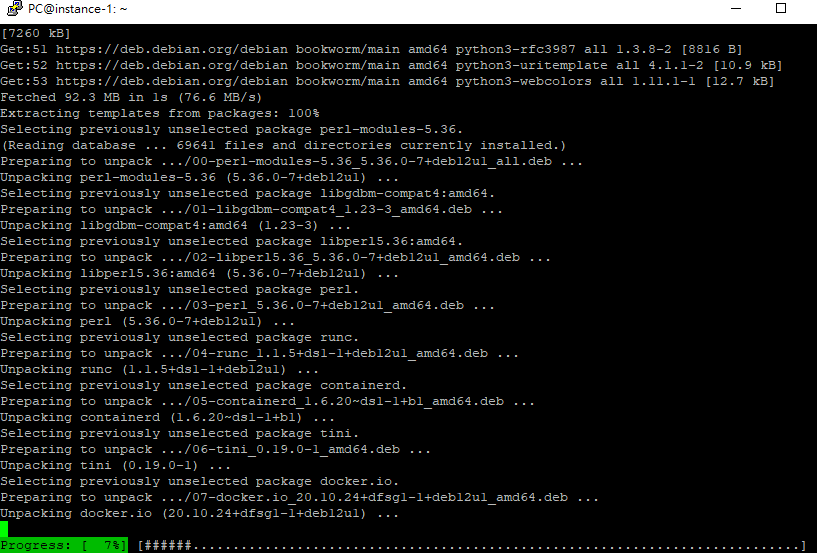 PC@instance-1: ~
[7260 kB]
Get:51 https://deb.debian.org/debian bookworm/main amd64 python3-rfc3987 all 1.3.8-2 [8816 B]
Get:52 https://deb.debian.org/debian bookworm/main amd64 python3-uritemplate all 4.1.1-2 [10.9 kB]
Get:53 https://deb.debian.org/debian bookworm/main amd64 python3-webcolors all 1.11.1-1 [12.7 kB]
Fetched 92.3 MB in 1s (76.6 MB/s)
Extracting templates from packages: 100%
Selecting previously unselected package perl-modules-5.36.
(Reading database ... 69641 files and directories currently installed.)
Preparing to unpack .../00-perl-modules-5.36_5.36.0-7+deb12u1_all.deb ...
Unpacking perl-modules-5.36 (5.36.0-7+deb12u1) ...
Selecting previously unselected package libgdbm-compat4:amd64.
Preparing to unpack .../01-libgdbm-compat4_1.23-3_amd64.deb ...
Unpacking libgdbm-compat4:amd64 (1.23-3) ...
Selecting previously unselected package libperl5.36:amd64.
Preparing to unpack .../02-libperl5.36_5.36.0-7+deb12u1_amd64.deb ...
Unpacking libperl5.36:amd64 (5.36.0-7+deb12u1) ...
Selecting previously unselected package perl.
Preparing to unpack .../03-perl_5.36.0-7+deb12u1_amd64.deb ...
Unpacking perl (5.36.0-7+deb12u1) ...
Selecting previously unselected package runc.
Preparing to unpack .../04-runc_1.1.5+ds1-1+deb12u1_amd64.deb ...
Unpacking runc (1.1.5+ds1-1+deb12u1) ...
Selecting previously unselected package containerd.
Preparing to unpack .../05-containerd_1.6.20~ds1-1+b1_amd64.deb ...
Unpacking containerd (1.6.20~ds1-1+b1) ...
Selecting previously unselected package tini.
Preparing to unpack .../06-tini_0.19.0-1_amd64.deb ...
Unpacking tini (0.19.0-1) ...
Selecting previously unselected package docker.io.
Preparing to unpack .../07-docker.io_20.10.24+dfsg1-1+deb12u1_amd64.deb ...
Unpacking docker.io (20.10.24+dfsg1-1+deb12u1) ...
Progress: [  7%] [######............................................................................]